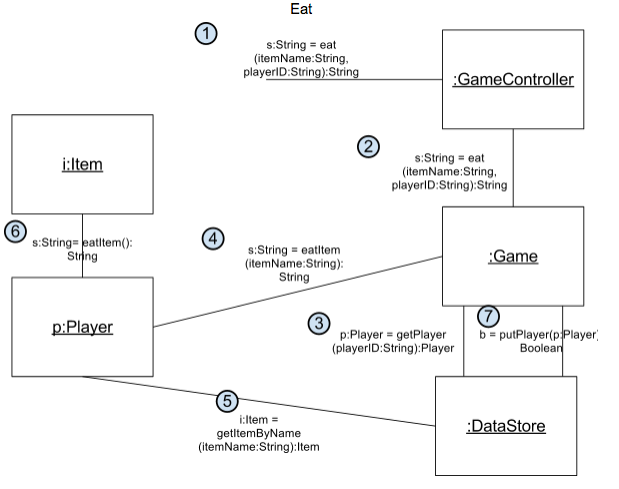 Eat
1
s:String = eat
(itemName:String,
playerID:String):String
:GameController
2
s:String = eat
(itemName:String,
playerID:String):String
i:Item
6
s:String= eatItem():
String
4
s:String = eatItem
(itemName:String):
String
:Game
p:Player
3
p:Player = getPlayer
(playerID:String):Player
7
b = putPlayer(p:Player)
Boolean
5
i:Item =
getItemByName
(itemName:String):Item
:DataStore